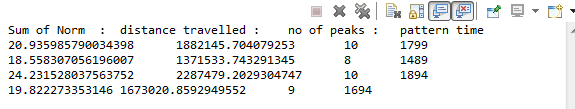 Sum of Norm : distance travelled : no of peaks : pattern time
20.935985790034398 1882145.704079253 10 1799
18.558307056196007 1371533.743291345 8 1489
24.231528037563752 2287479.2029304747 10 1894
19.822273353146 1673020.8592949552 9 1694